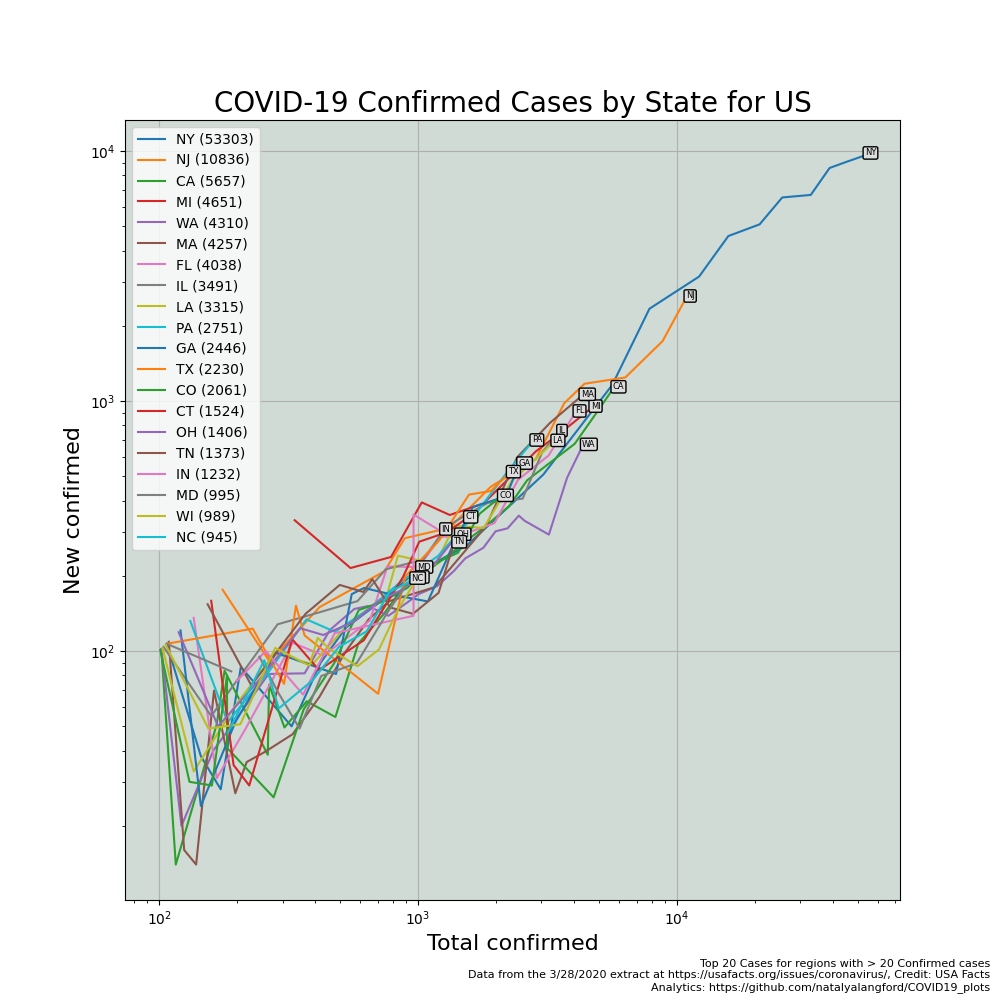 COVID-19 Confirmed Cases by State for US
NY (53303)
NJ (10836)
CA (5657)
MI (4651)
WA (4310)
MA (4257)
FL (4038)
IL (3491)
LA (3315)
PA (2751)
GA (2446)
TX (2230)
CO (2061)
CT (1524)
OH (1406)
TN (1373)
IN (1232)
MD (995)
WI (989)
NC (945)
10^4
10^3
10^2
New confirmed
NY
NJ
CA
MA
MI
FL
IL
LA
WA
PA
GA
TX
CO
CT
IN
OH
TN
MD
NC
10^2
10^3
10^4
Total confirmed
Top 20 Cases for regions with > 20 Confirmed cases
Data from the 3/28/2020 extract at https://usafacts.org/issues/coronavirus/, Credit: USA Facts
Analytics: https://github.com/natalyalangford/COVID19_plots